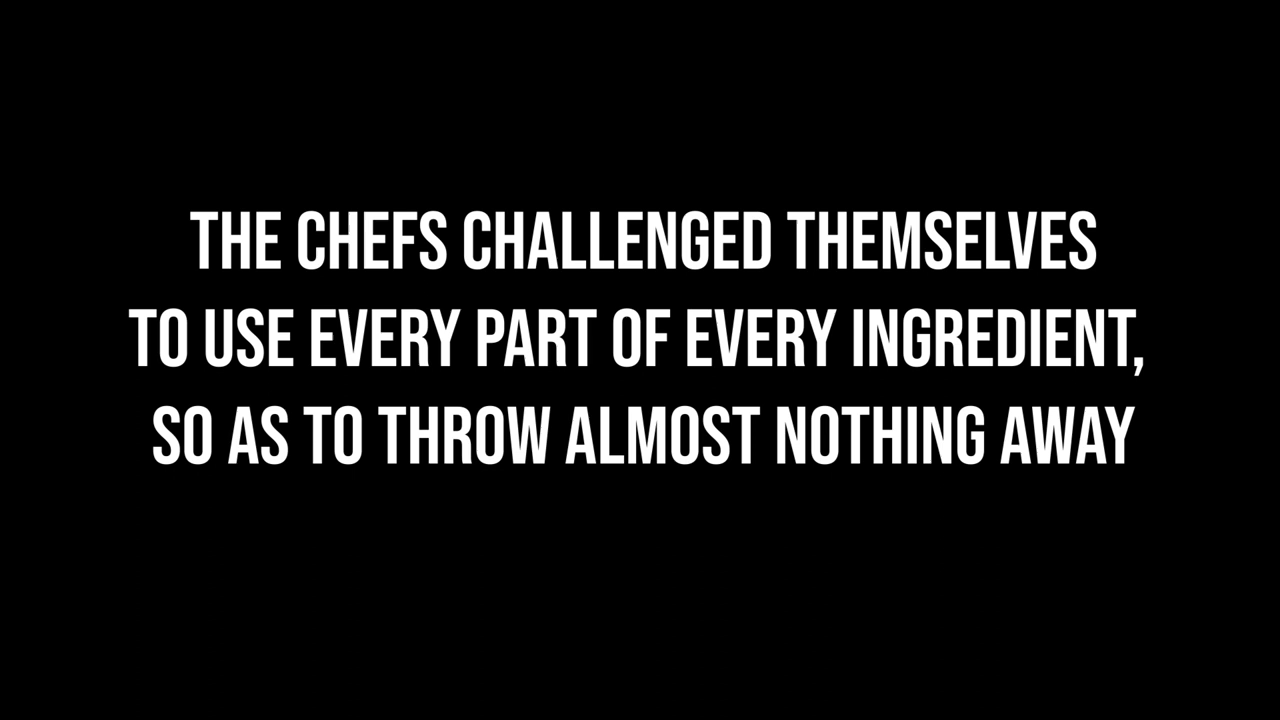 THE CHEFS CHALLENGED THEMSELVES
TO USE EVERY PART OF EVERY INGREDIENT,
SO AS TO THROW ALMOST NOTHING AWAY